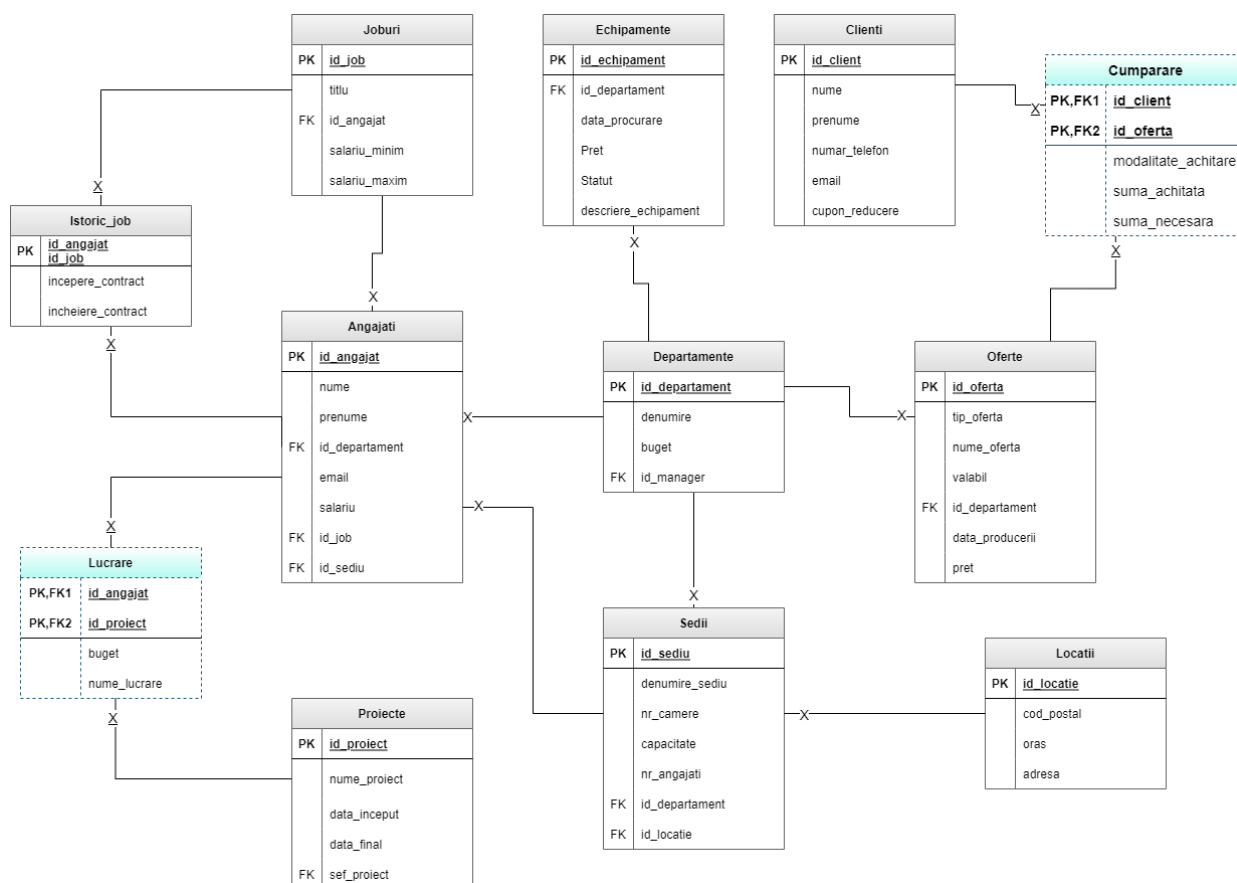 Joburi
PK id_job
titlu
FK id_angajat
salariu_minim
salariu_maxim
Echipamente
PK id_echipament
FK id_departament
data_procurare
Pret
Statut
descriere_echipament
Clienti
PK id_client
nume
prenume
numar_telefon
email
cupon_reducere
Cumparare
PK,FK1 id_client
PK,FK2 id_oferta
modalitate_achitare
suma_achitata
suma_necesara
X
X
X
X
Istoric_job
PK id_angajat
id_job
incepere_contract
incheiere_contract
X
X
Angajati
PK id_angajat
nume
prenume
FK id_departament
email
salariu
FK id_job
FK id_sediu
X
X
Departamente
PK id_departament
denumire
buget
FK id_manager
X
Oferte
PK id_oferta
tip_oferta
nume_oferta
valabil
FK id_departament
data_producerii
pret
X
Lucrare
PK,FK1 id_angajat
PK,FK2 id_proiect
buget
nume_lucrare
X
X
Sedii
PK id_sediu
denumire_sediu
nr_camere
capacitate
nr_angajati
FK id_departament
FK id_locatie
X
Locatii
PK id_locatie
cod_postal
oras
adresa
Proiecte
PK id_proiect
nume_proiect
data_inceput
data_final
FK sef_proiect